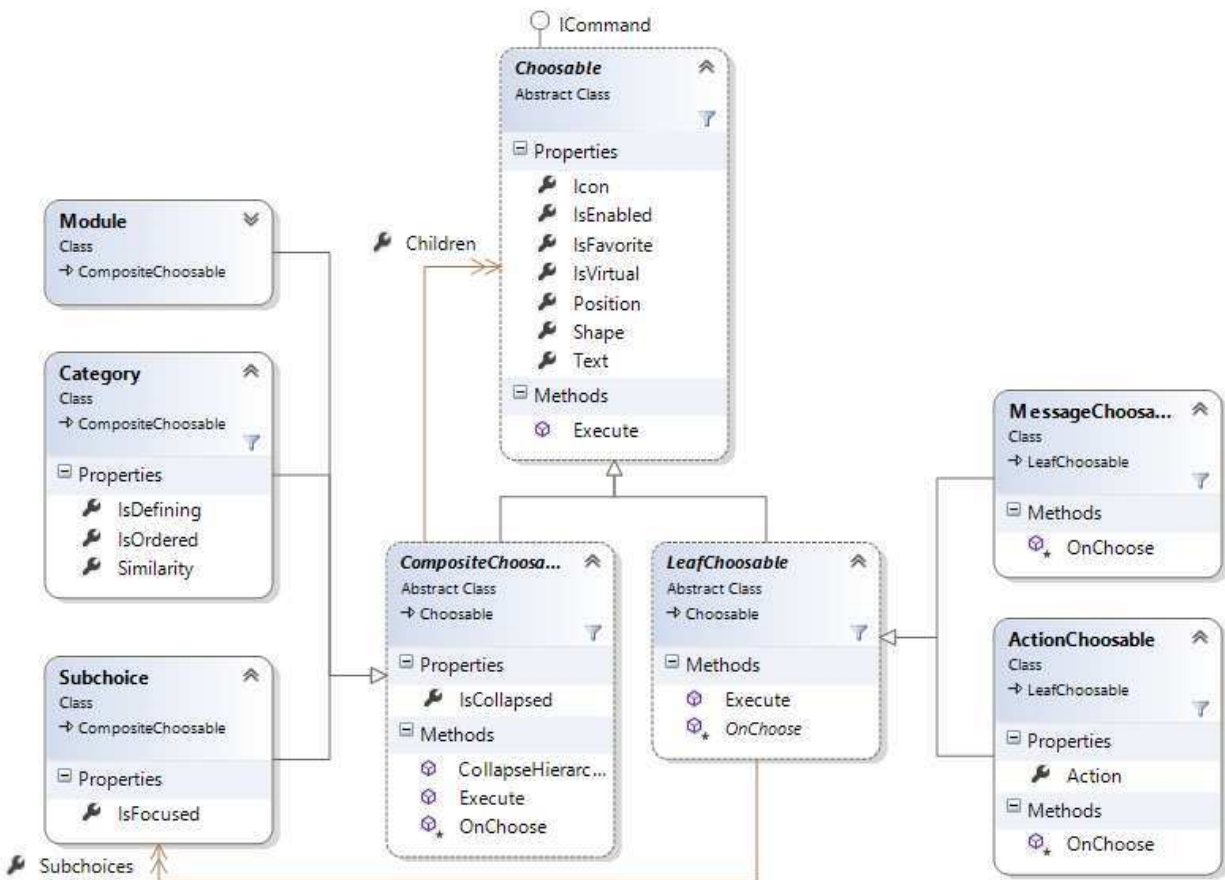 ICommand
Choosable
Abstract Class
Properties
Icon
IsEnabled
IsFavorite
IsVirtual
Position
Shape
Text
Methods
Execute
Children
Module
Class
CompositeChoosable
Category
Class
CompositeChoosable
Properties
IsDefining
IsOrdered
Similarity
Subchoice
Class
CompositeChoosable
Properties
IsFocused
Subchoices
CompositeChoosa...
Abstract Class
Choosable
Properties
IsCollapsed
Methods
CollapseHierarc...
Execute
OnChoose
LeafChoosable
Abstract Class
Choosable
Methods
Execute
OnChoose
MessageChoosa...
Class
LeafChoosable
Methods
OnChoose
ActionChoosable
Class
LeafChoosable
Properties
Action
Methods
OnChoose